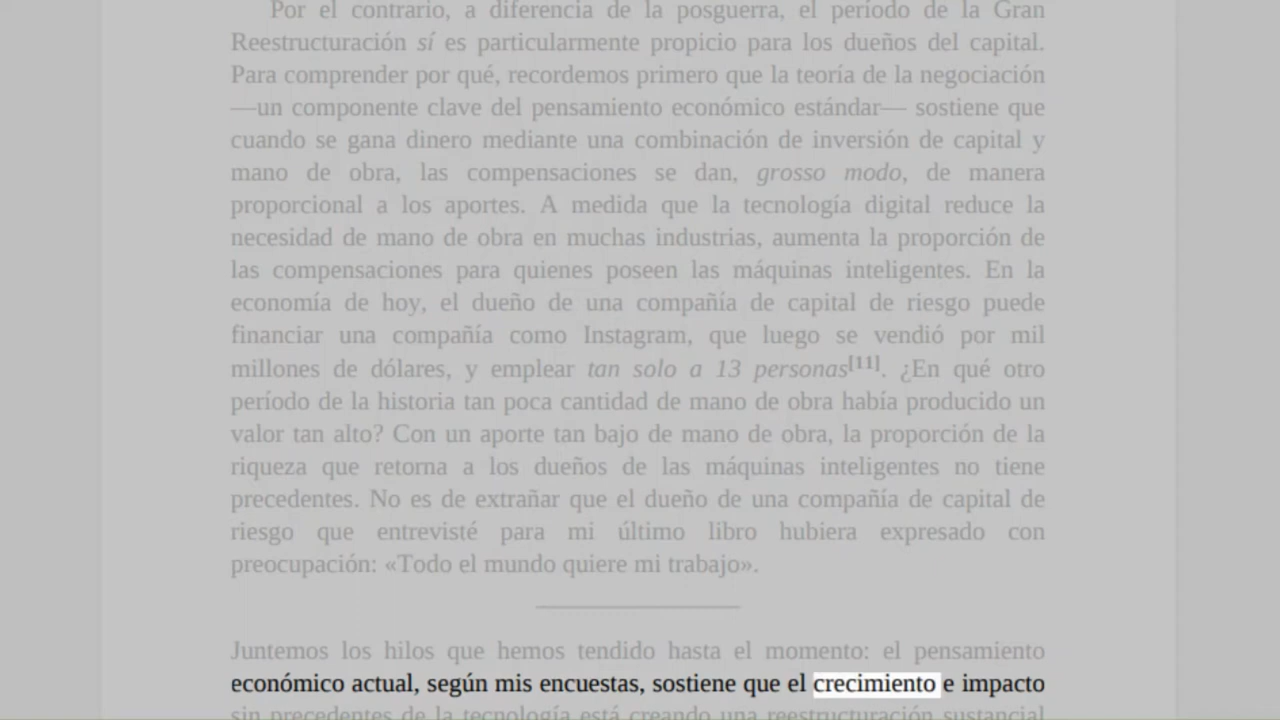 Por el contrario, a diferencia de la posguerra, el período de la Gran
Reestructuración sí es particularmente propicio para los dueños del capital.
Para comprender por qué, recordemos primero que la teoría de la negociación
—un componente clave del pensamiento económico estándar— sostiene que
cuando se gana dinero mediante una combinación de inversión de capital y
mano de obra, las compensaciones se dan, grosso modo, de manera
proporcional a los aportes. A medida que la tecnología digital reduce la
necesidad de mano de obra en muchas industrias, aumenta la proporción de
las compensaciones para quienes poseen las máquinas inteligentes. En la
economía de hoy, el dueño de una compañía de capital de riesgo puede
financiar una compañía como Instagram, que luego se vendió por mil
millones de dólares, y emplear tan solo a 13 personas[11]. ¿En qué otro
período de la historia tan poca cantidad de mano de obra había producido un
valor tan alto? Con un aporte tan bajo de mano de obra, la proporción de la
riqueza que retorna a los dueños de las máquinas inteligentes no tiene
precedentes. No es de extrañar que el dueño de una compañía de capital de
riesgo que entrevisté para mi último libro hubiera expresado con
preocupación: «Todo el mundo quiere mi trabajo».
Juntemos los hilos que hemos tendido hasta el momento: el pensamiento
económico actual, según mis encuestas, sostiene que el crecimiento e impacto
sin precedentes de la tecnología está creando una reestructuración sustancial